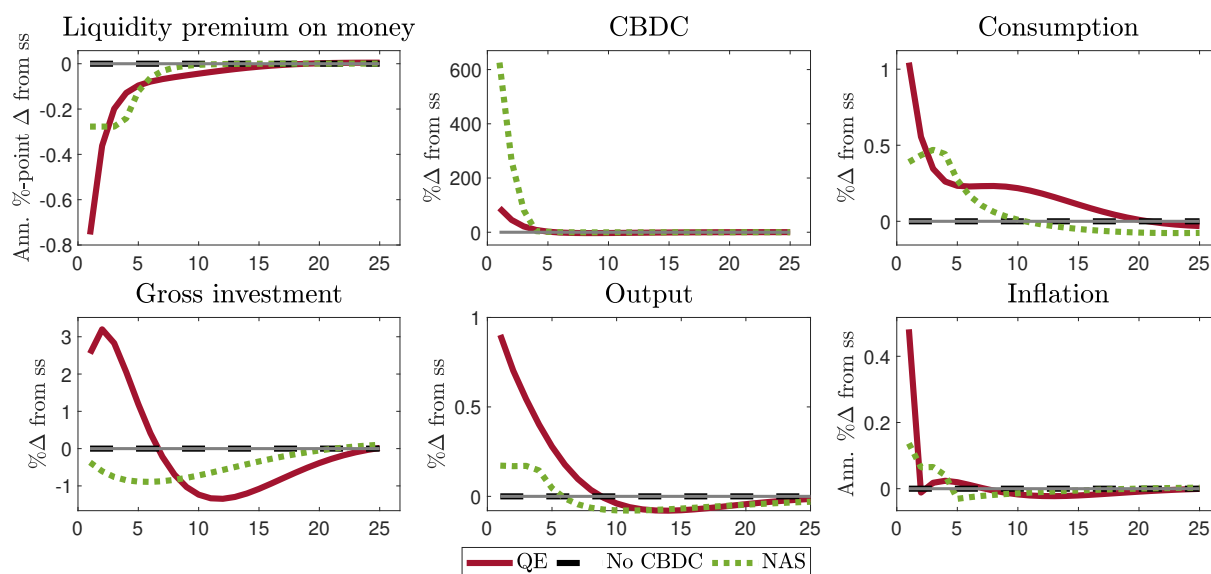 Liquidity premium on money
Ann. %-point Δ from ss
0
-0.2
-0.4
-0.6
-0.8
0 5 10 15 20 25
CBDC
%Δ from ss
600
400
200
0
0 5 10 15 20 25
Consumption
%Δ from ss
1
0.5
0
0 5 10 15 20 25
Gross investment
%Δ from ss
3
2
1
0
-1
0 5 10 15 20 25
Output
%Δ from ss
1
0.5
0
0 5 10 15 20 25
Inflation
Ann. %Δ from ss
0.4
0.2
0
0 5 10 15 20 25
QE No CBDC NAS